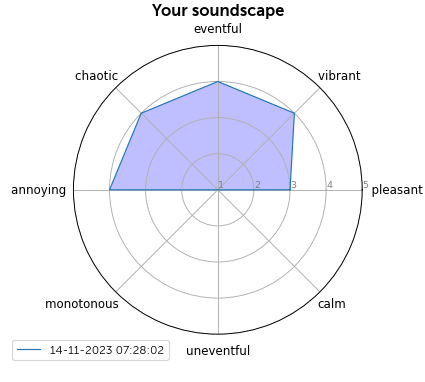 Your soundscape
eventful
chaotic
vibrant
annoying
1 2 3 4 5
pleasant
monotonous
calm
uneventful
14-11-2023 07:28:02